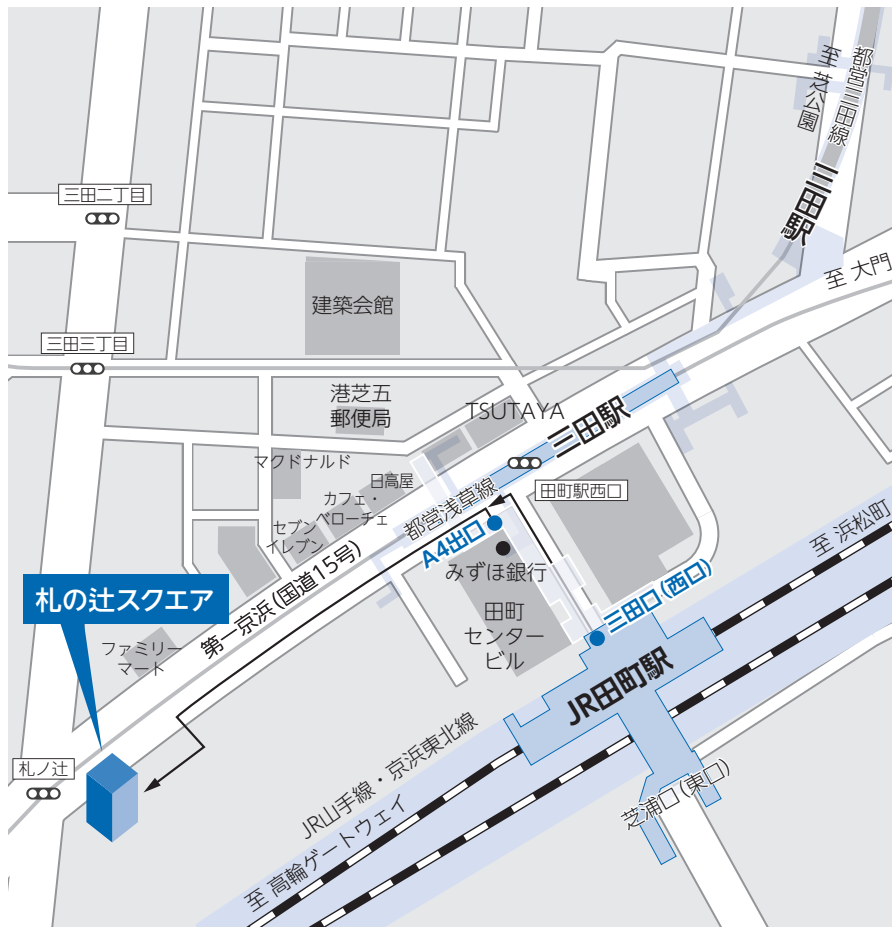 至 芝公園
都営三田線
三田駅
三田二丁目
至 大門
建築会館
三田三丁目
港芝五
郵便局
TSUTAYA
三田駅
マクドナルド
日高屋
カフェ・
ベローチェ
セブン
イレブン
都営浅草線
田町駅西口
A4出口
みずほ銀行
至 浜松町
第一京浜(国道15号)
札の辻スクエア
田町
センター
ビル
三田口(西口)
ファミリー
マート
JR田町駅
札ノ辻
JR山手線・京浜東北線
芝浦口(東口)
至 高輪ゲートウェイ